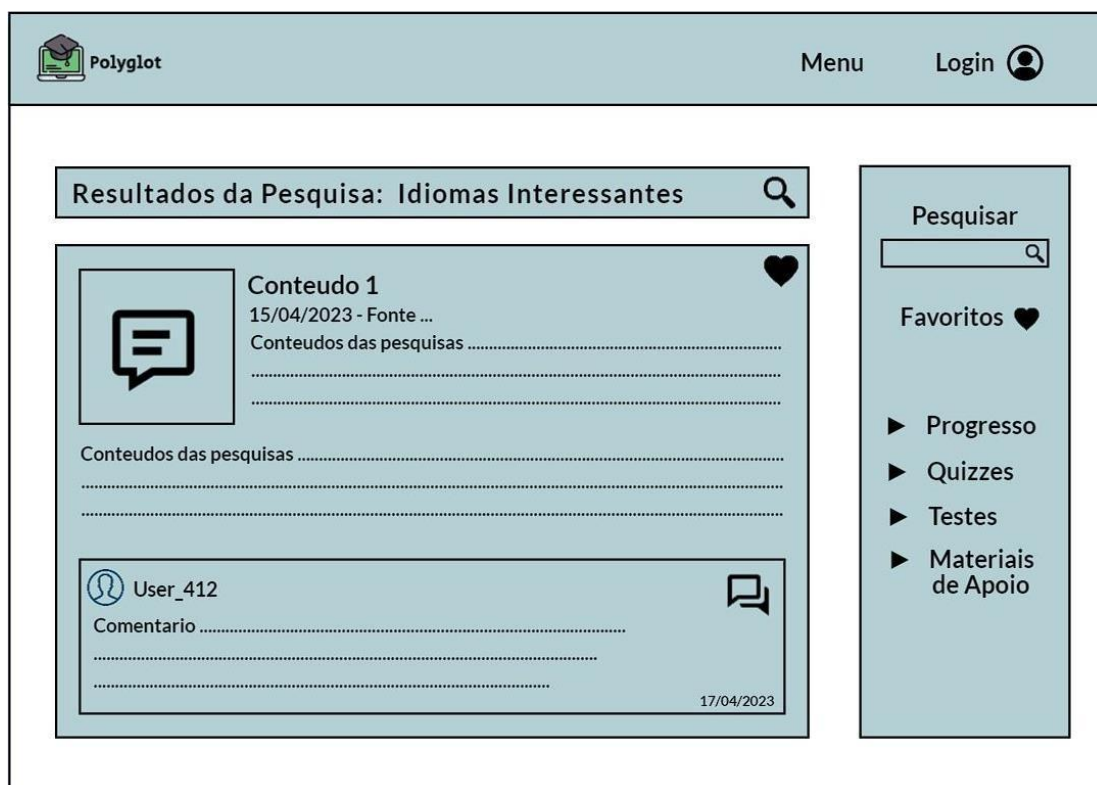 Polyglot
Menu
Login
Resultados da Pesquisa: Idiomas Interessantes
Conteudo 1
15/04/2023 - Fonte ...
Conteudos das pesquisas ................................................................................
................................................................................
................................................................................
Conteudos das pesquisas ................................................................................
................................................................................
................................................................................
User_412
Comentario ................................................................................
................................................................................
................................................................................
17/04/2023
Pesquisar
Favoritos
Progresso
Quizzes
Testes
Materiais
de Apoio